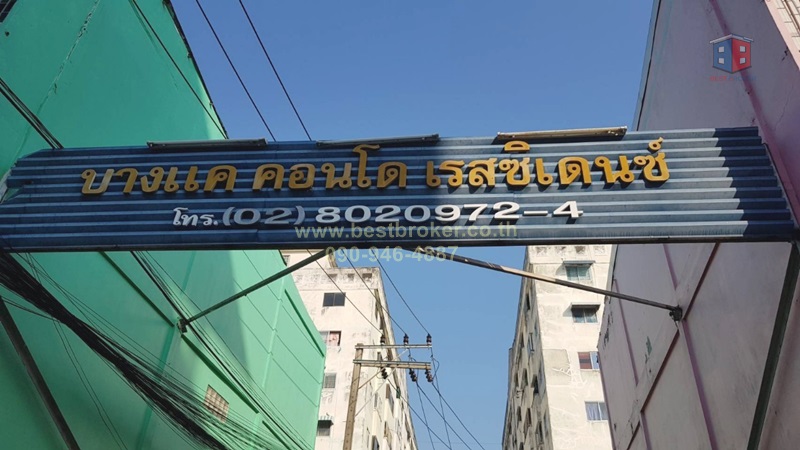 บางแค คอนโด เรสซิเดนซ์
โทร.(02) 8020972-4
www.bestbroker.co.th
090-946-4887